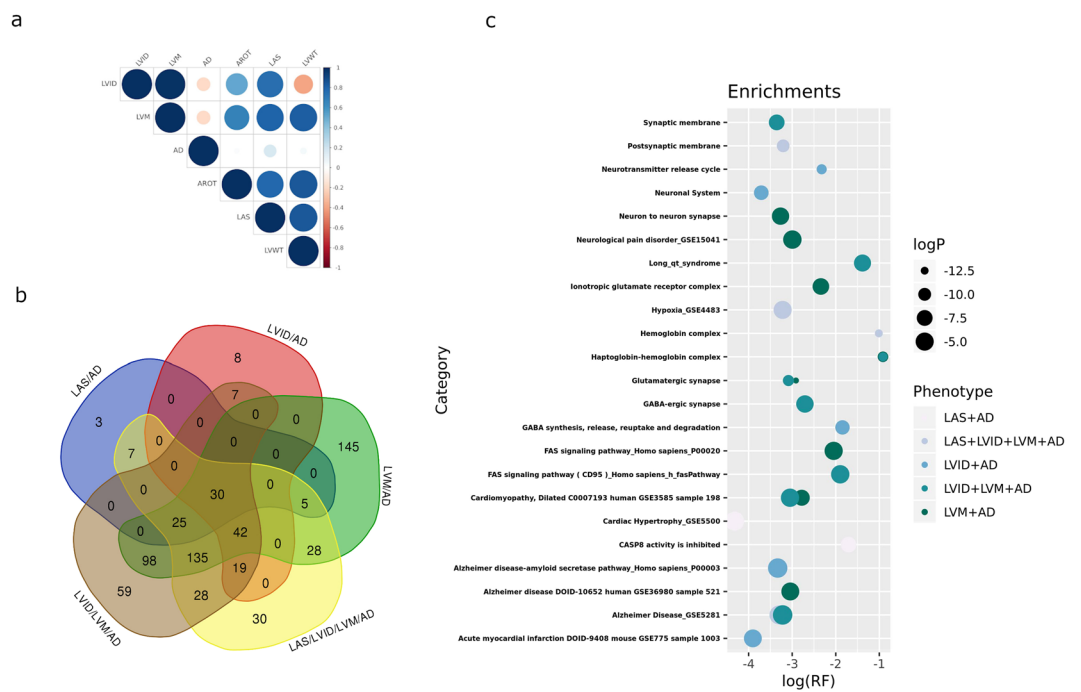 a
LVID
LVM
AD
AROT
LAS
LVWT
LVID
LVM
AD
AROT
LAS
LVWT
1
0.8
0.6
0.4
0.2
0
-0.2
-0.4
-0.6
-0.8
-1
b
LAS/AD
LVID/AD
LVM/AD
LAS/LVID/LVM/AD
LVID/LVM/AD
8
3
7
0
0
0
0
145
7
0
0
0
0
0
0
30
5
0
25
42
0
98
135
19
0
28
59
28
30
c
Enrichments
Category
Synaptic membrane
Postsynaptic membrane
Neurotransmitter release cycle
Neuronal System
Neuron to neuron synapse
Neurological pain disorder_GSE15041
Long_qt_syndrome
Ionotropic glutamate receptor complex
Hypoxia_GSE4483
Hemoglobin complex
Haptoglobin-hemoglobin complex
Glutamatergic synapse
GABA-ergic synapse
GABA synthesis, release, reuptake and degradation
FAS signaling pathway_Homo sapiens_P00020
FAS signaling pathway ( CD95 )_Homo sapiens_h_fasPathway
Cardiomyopathy, Dilated C0007193 human GSE3585 sample 198
Cardiac Hypertrophy_GSE5500
CASP8 activity is inhibited
Alzheimer disease-amyloid secretase pathway_Homo sapiens_P00003
Alzheimer disease DOID-10652 human GSE36980 sample 521
Alzheimer Disease_GSE5281
Acute myocardial infarction DOID-9408 mouse GSE775 sample 1003
-4
-3
-2
-1
log(RF)
logP
-12.5
-10.0
-7.5
-5.0
Phenotype
LAS+AD
LAS+LVID+LVM+AD
LVID+AD
LVID+LVM+AD
LVM+AD